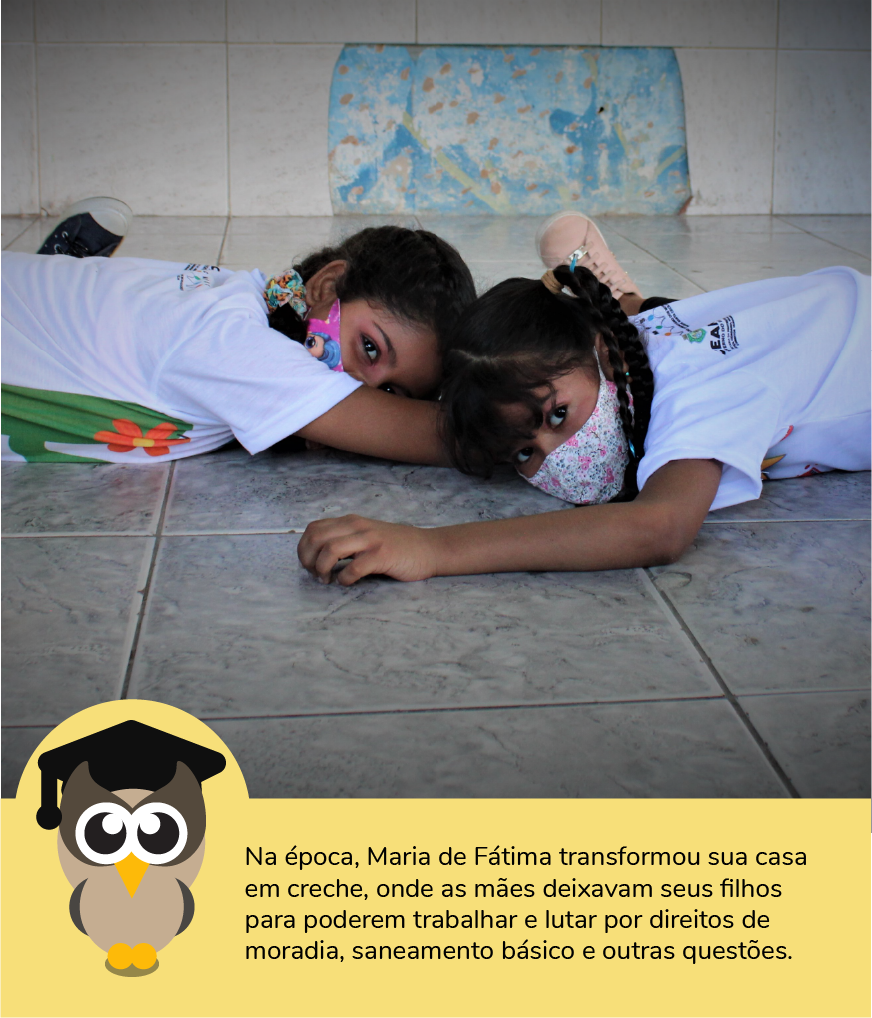 Na época, Maria de Fátima transformou sua casa
em creche, onde as mães deixavam seus filhos
para poderem trabalhar e lutar por direitos de
moradia, saneamento básico e outras questões.